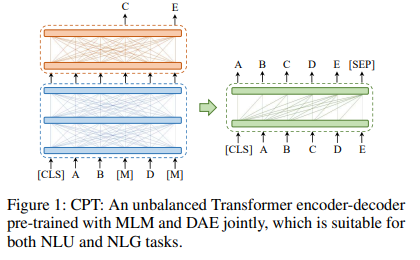 C E
A B C D E [SEP]
[CLS] A B [M] D [M]
[CLS] A B C D E
Figure 1: CPT: An unbalanced Transformer encoder-decoder
pre-trained with MLM and DAE jointly, which is suitable for
both NLU and NLG tasks.